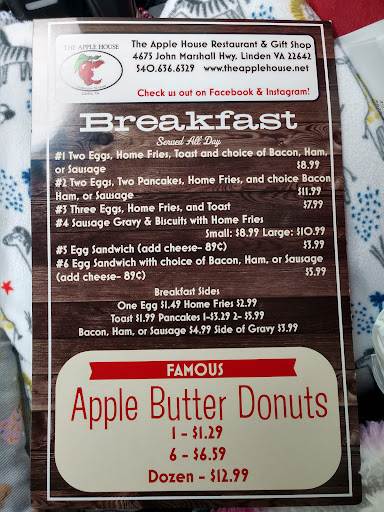 THE APPLE HOUSE
The Apple House Restaurant & Gift Shop
4675 John Marshall Hwy. Linden VA 22642
540.636.6329 www.theapplehouse.net
Check us out on Facebook & Instagram!
Breakfast
Served All Day
#1 Two Eggs, Home Fries, Toast and choice of Bacon, Ham,
or Sausage $8.99
#2 Two Eggs, Two Pancakes, Home Fries, and choice Bacon
Ham, or Sausage $11.99
#3 Three Eggs, Home Fries, and Toast $7.99
#4 Sausage Gravy & Biscuits with Home Fries
Small: $8.99 Large: $10.99
#5 Egg Sandwich (add cheese- 89¢) $3.99
#6 Egg Sandwich with choice of Bacon, Ham, or Sausage
(add cheese- 89¢) $5.99
Breakfast Sides
One Egg $1.49 Home Fries $2.99
Toast $1.99 Pancakes 1-$3.29 2- $5.99
Bacon, Ham, or Sausage $4.99 Side of Gravy $3.99
FAMOUS
Apple Butter Donuts
1 - $1.29
6 - $6.59
Dozen - $12.99